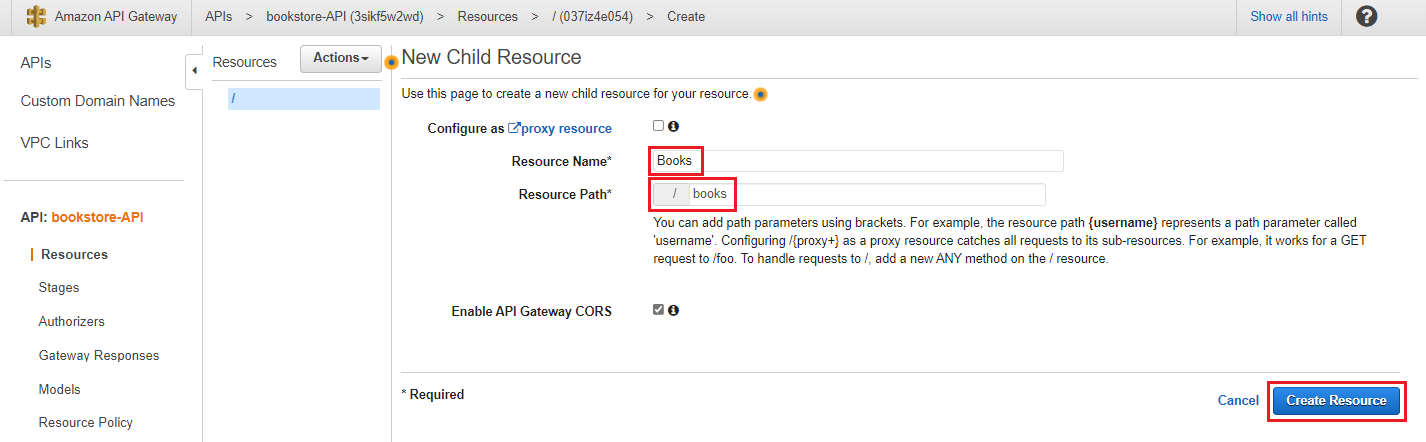 Amazon API Gateway APIs > bookstore-API (3sikf5w2wd) > Resources > / (037iz4e054) > Create Show all hints ?
APIs
Custom Domain Names
VPC Links
API: bookstore-API
Resources
Stages
Authorizers
Gateway Responses
Models
Resource Policy
Resources Actions
/
New Child Resource
Use this page to create a new child resource for your resource.
Configure as proxy resource
Resource Name* Books
Resource Path* / books
You can add path parameters using brackets. For example, the resource path {username} represents a path parameter called
'username'. Configuring /{proxy+} as a proxy resource catches all requests to its sub-resources. For example, it works for a GET
request to /foo. To handle requests to /, add a new ANY method on the / resource.
Enable API Gateway CORS
* Required
Cancel Create Resource